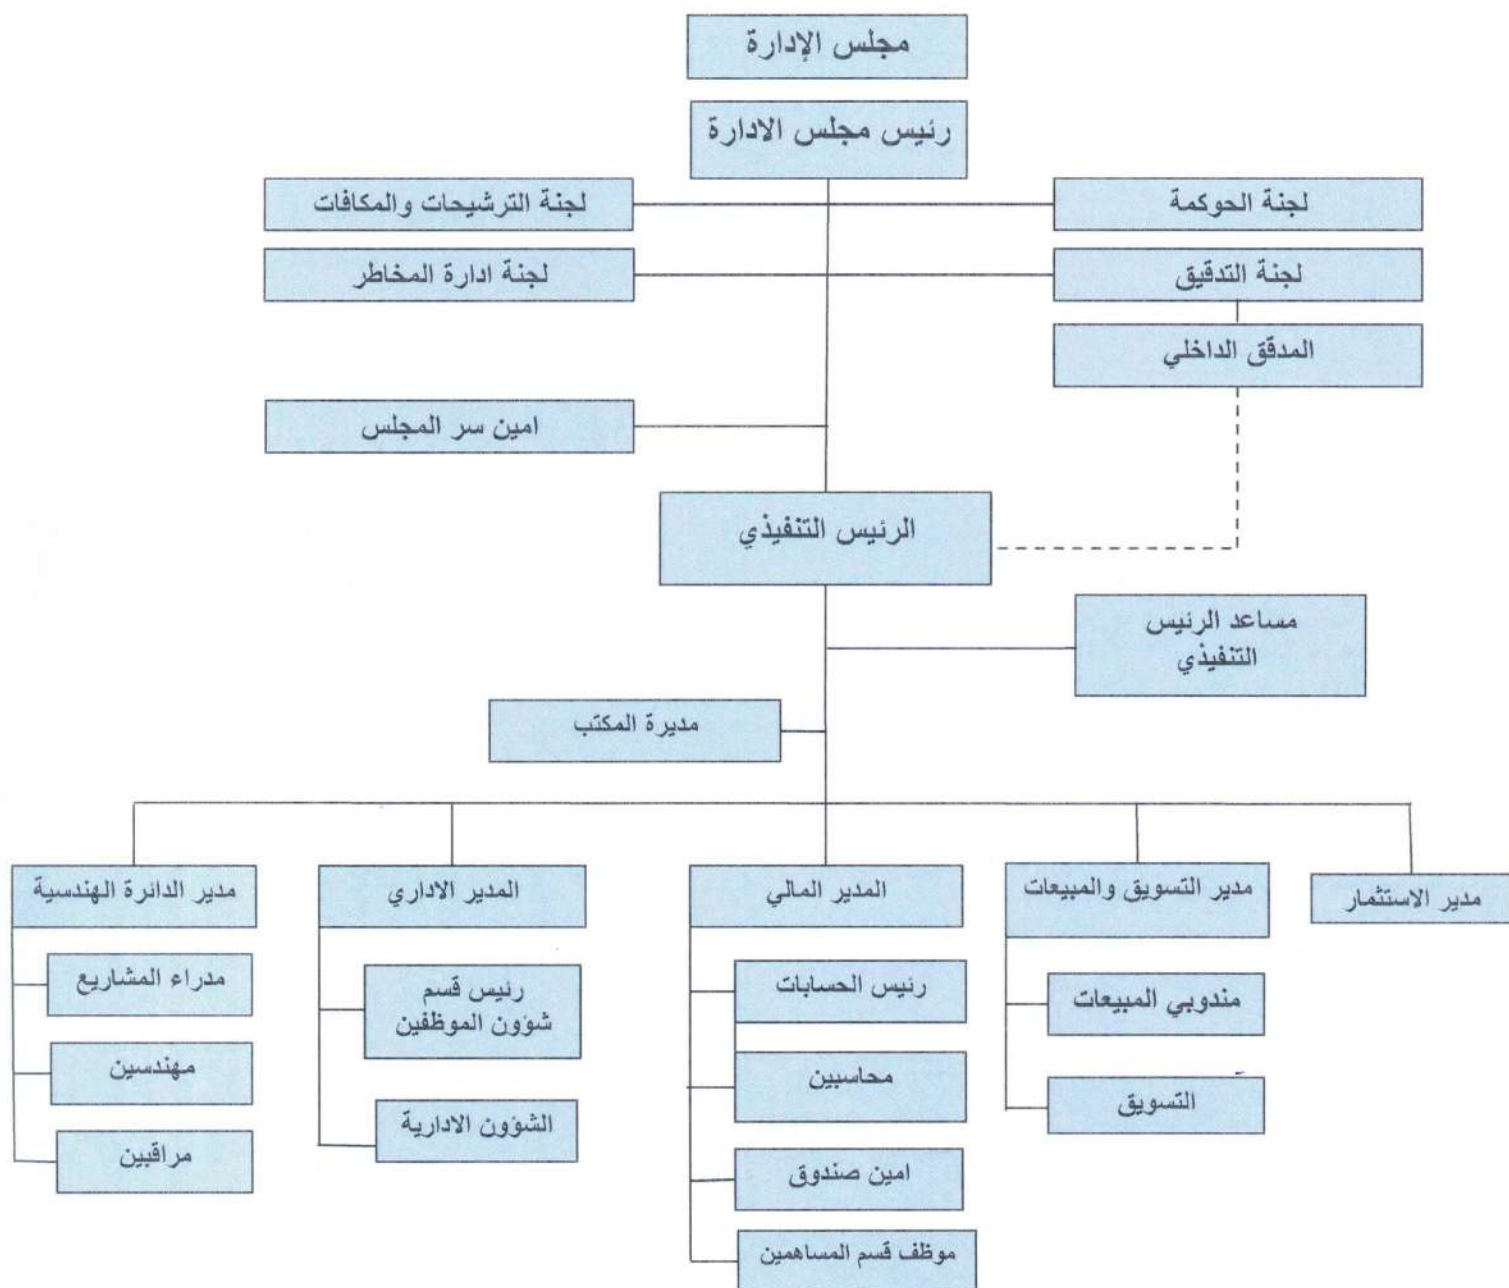 مجلس الإدارة
رئيس مجلس الادارة
لجنة الحوكمة
لجنة الترشيحات والمكافات
لجنة التدقيق
لجنة ادارة المخاطر
المدقق الداخلي
امين سر المجلس
الرئيس التنفيذي
مساعد الرئيس
التنفيذي
مديرة المكتب
مدير الاستثمار
مدير التسويق والمبيعات
مندوبي المبيعات
التسويق
المدير المالي
رئيس الحسابات
محاسبين
امين صندوق
موظف قسم المساهمين
المدير الاداري
رئيس قسم
شؤون الموظفين
الشؤون الادارية
مدير الدائرة الهندسية
مدراء المشاريع
مهندسين
مراقبين